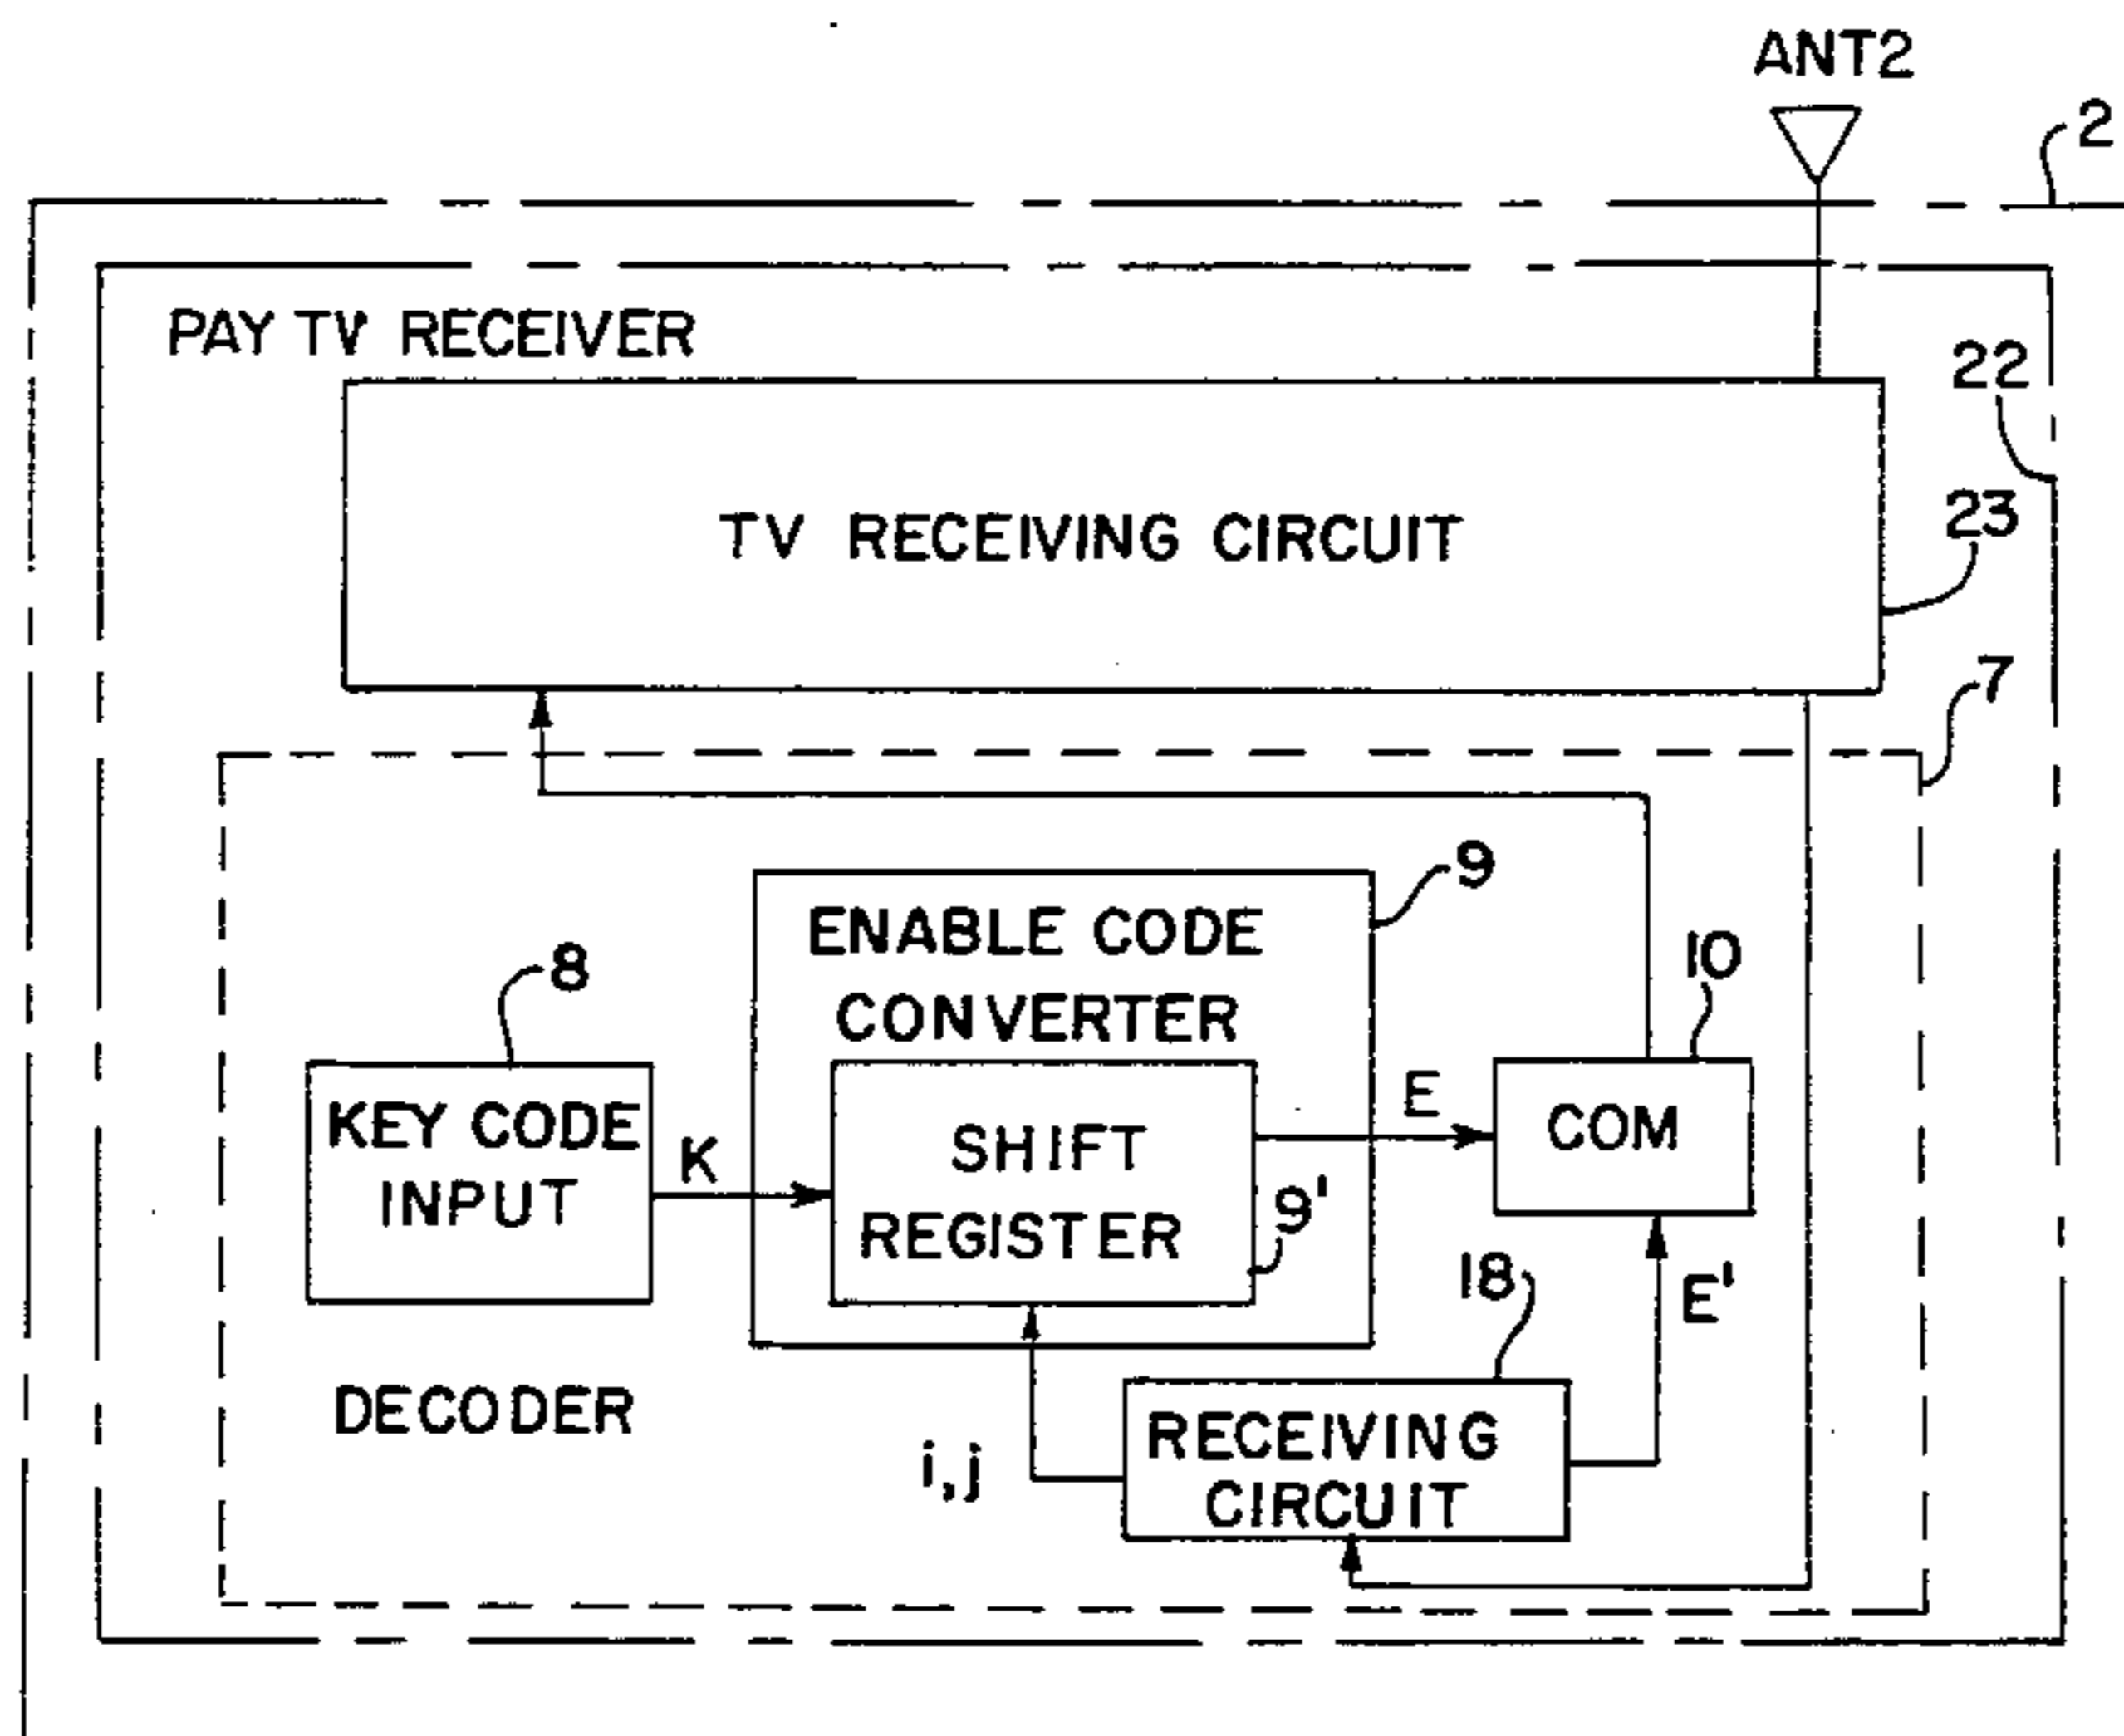 ANT2
2
PAY TV RECEIVER
22
TV RECEIVING CIRCUIT
23
7
9
ENABLE CODE
CONVERTER
8
10
KEY CODE
INPUT
K
SHIFT
REGISTER
9'
E
COM
18
E'
DECODER
i,j
RECEIVING
CIRCUIT